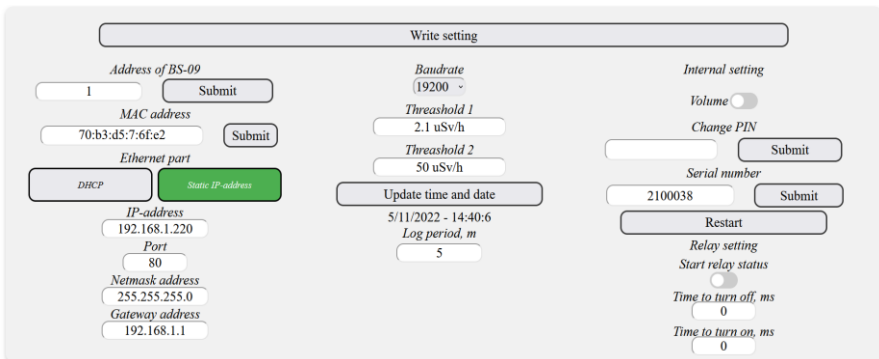 Write setting
Address of BS-09
1
Submit
MAC address
70:b3:d5:7:6f:e2
Submit
Ethernet part
DHCP
Static IP-address
IP-address
192.168.1.220
Port
80
Netmask address
255.255.255.0
Gateway address
192.168.1.1
Baudrate
19200
Threashold 1
2.1 uSv/h
Threashold 2
50 uSv/h
Update time and date
5/11/2022 - 14:40:6
Log period, m
5
Internal setting
Volume
Change PIN
Submit
Serial number
2100038
Submit
Restart
Relay setting
Start relay status
Time to turn off, ms
0
Time to turn on, ms
0